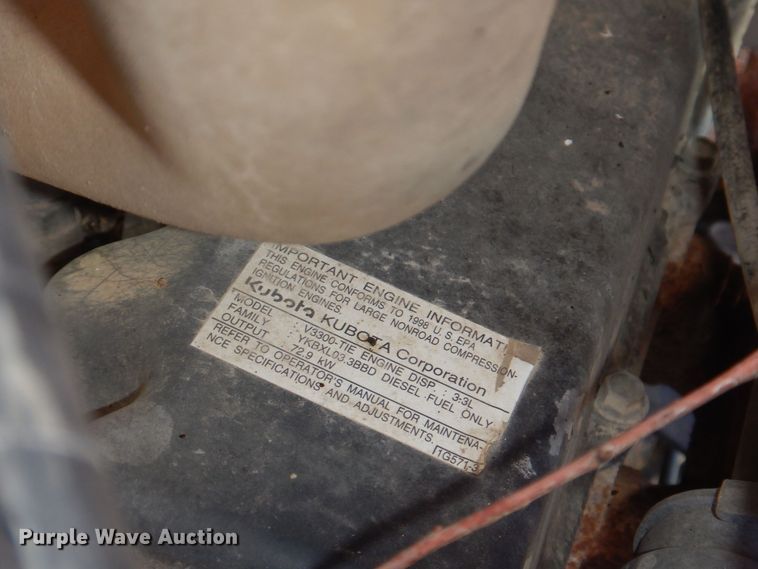 IMPORTANT ENGINE INFORMAT
THIS ENGINE CONFORMS TO 1998 U S EPA
REGULATIONS FOR LARGE NONROAD COMPRESSION-
IGNITION ENGINES.
Kubota KUBOTA Corporation
MODEL : V3300-TIE ENGINE DISP. : 3.3L
FAMILY : YKBXL03.3BBD DIESEL FUEL ONLY
OUTPUT : 72.9 kW
REFER TO OPERATOR'S MANUAL FOR MAINTENA-
NCE SPECIFICATIONS AND ADJUSTMENTS.
1G571-3
Purple Wave Auction